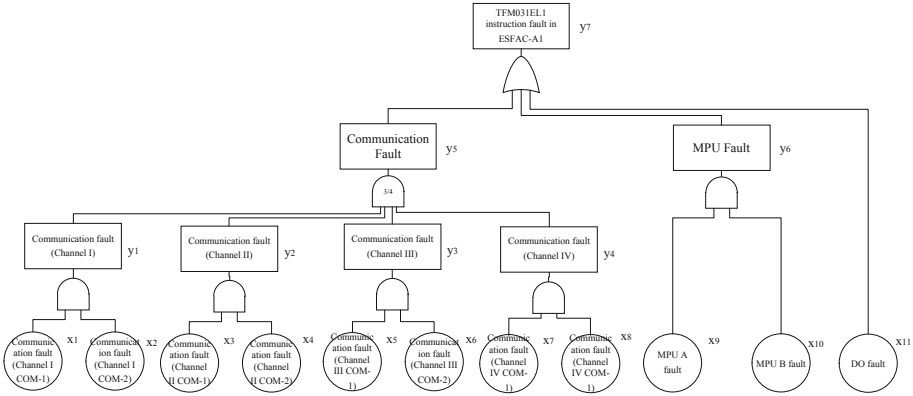 TFM031EL1
instruction fault in
ESFAC-A1
y7
Communication
Fault
y5
MPU Fault
y6
3/4
Communication fault
(Channel I)
y1
Communication fault
(Channel II)
y2
Communication fault
(Channel III)
y3
Communication fault
(Channel IV)
y4
Communic
ation fault
(Channel I
COM-1)
x1
Communicat
ion fault
(Channel I
COM-2)
x2
Communic
ation fault
(Channel
II COM-1)
x3
Communic
ation fault
(Channel
II COM-2)
x4
Communic
ation fault
(Channel
III COM-
1)
x5
Communicat
ion fault
(Channel III
COM-2)
x6
Communic
ation fault
(Channel
IV COM-
1)
x7
Communic
ation fault
(Channel
IV COM-
1)
x8
MPU A
fault
x9
MPU B fault
x10
DO fault
x11